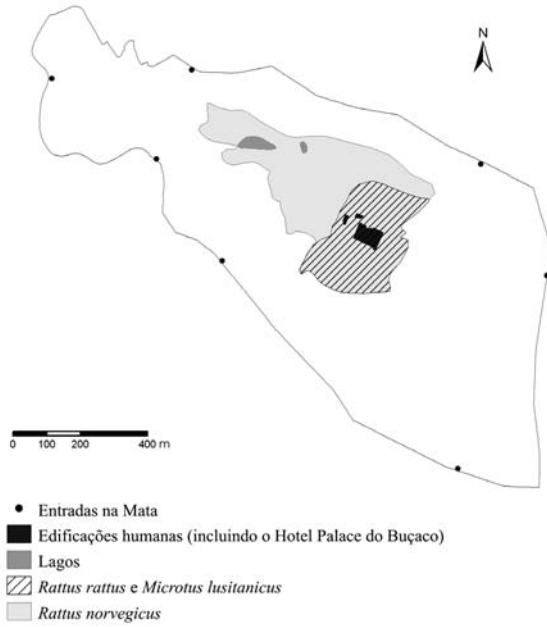 N
0 100 200 400 m
Entradas na Mata
Edificações humanas (incluindo o Hotel Palace do Buçaco)
Lagos
Rattus rattus e Microtus lusitanicus
Rattus norvegicus